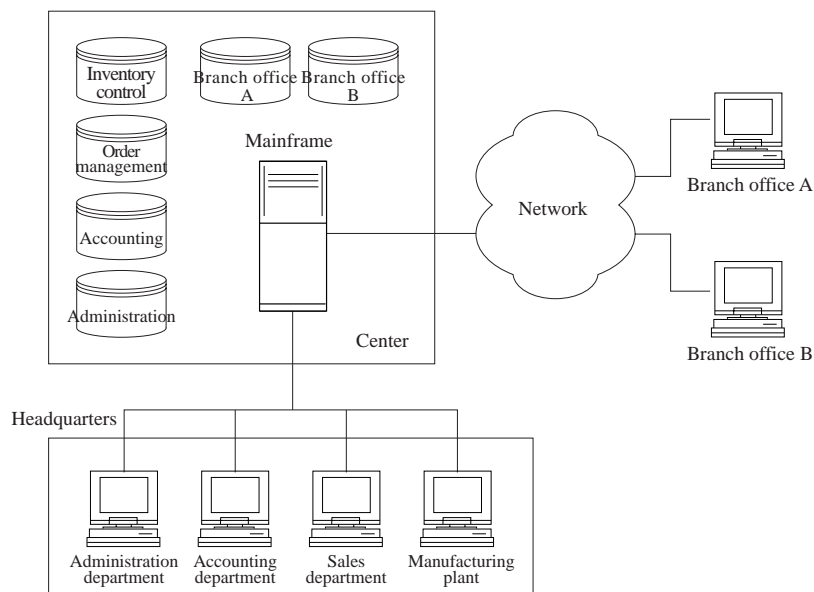 Inventory
control
Branch office
A
Branch office
B
Order
management
Mainframe
Accounting
Administration
Center
Network
Branch office A
Branch office B
Headquarters
Administration
department
Accounting
department
Sales
department
Manufacturing
plant